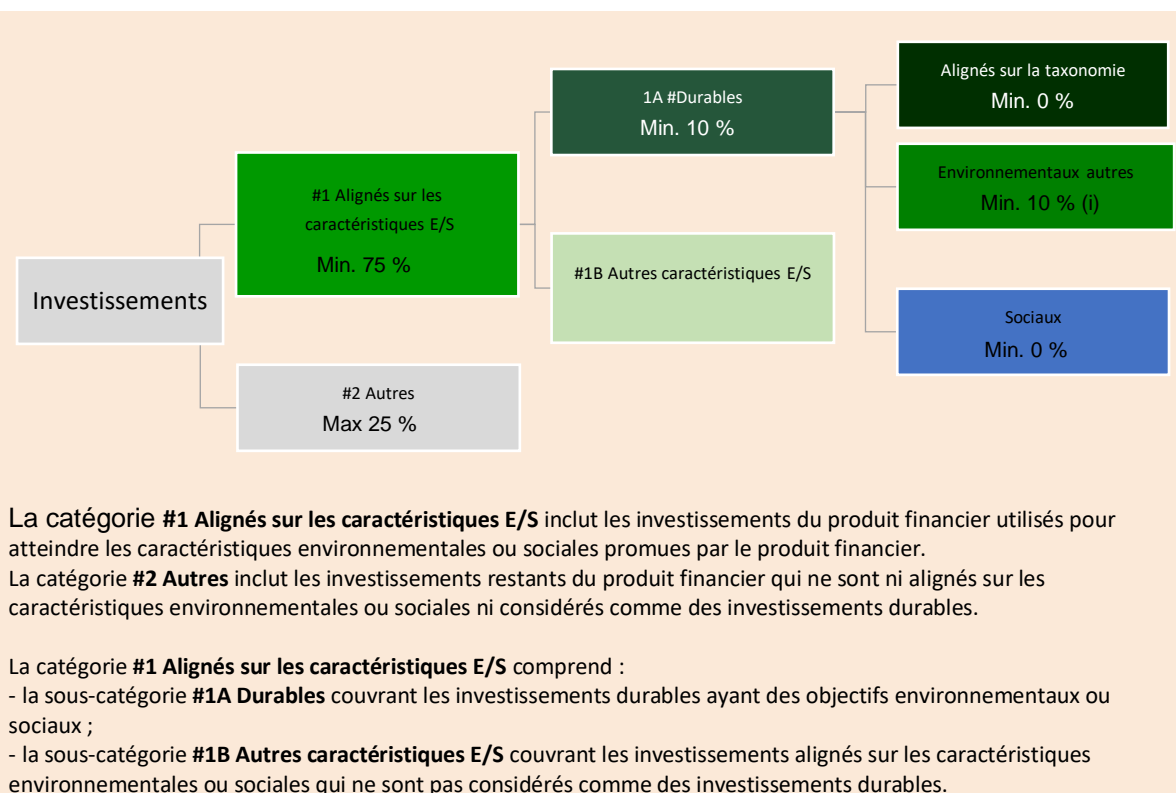 Investissements
#1 Alignés sur les
caractéristiques E/S
Min. 75 %
#2 Autres
Max 25 %
1A #Durables
Min. 10 %
#1B Autres caractéristiques E/S
Alignés sur la taxonomie
Min. 0 %
Environnementaux autres
Min. 10 % (i)
Sociaux
Min. 0 %
La catégorie #1 Alignés sur les caractéristiques E/S inclut les investissements du produit financier utilisés pour
atteindre les caractéristiques environnementales ou sociales promues par le produit financier.
La catégorie #2 Autres inclut les investissements restants du produit financier qui ne sont ni alignés sur les
caractéristiques environnementales ou sociales ni considérés comme des investissements durables.
La catégorie #1 Alignés sur les caractéristiques E/S comprend :
- la sous-catégorie #1A Durables couvrant les investissements durables ayant des objectifs environnementaux ou
sociaux ;
- la sous-catégorie #1B Autres caractéristiques E/S couvrant les investissements alignés sur les caractéristiques
environnementales ou sociales qui ne sont pas considérés comme des investissements durables.